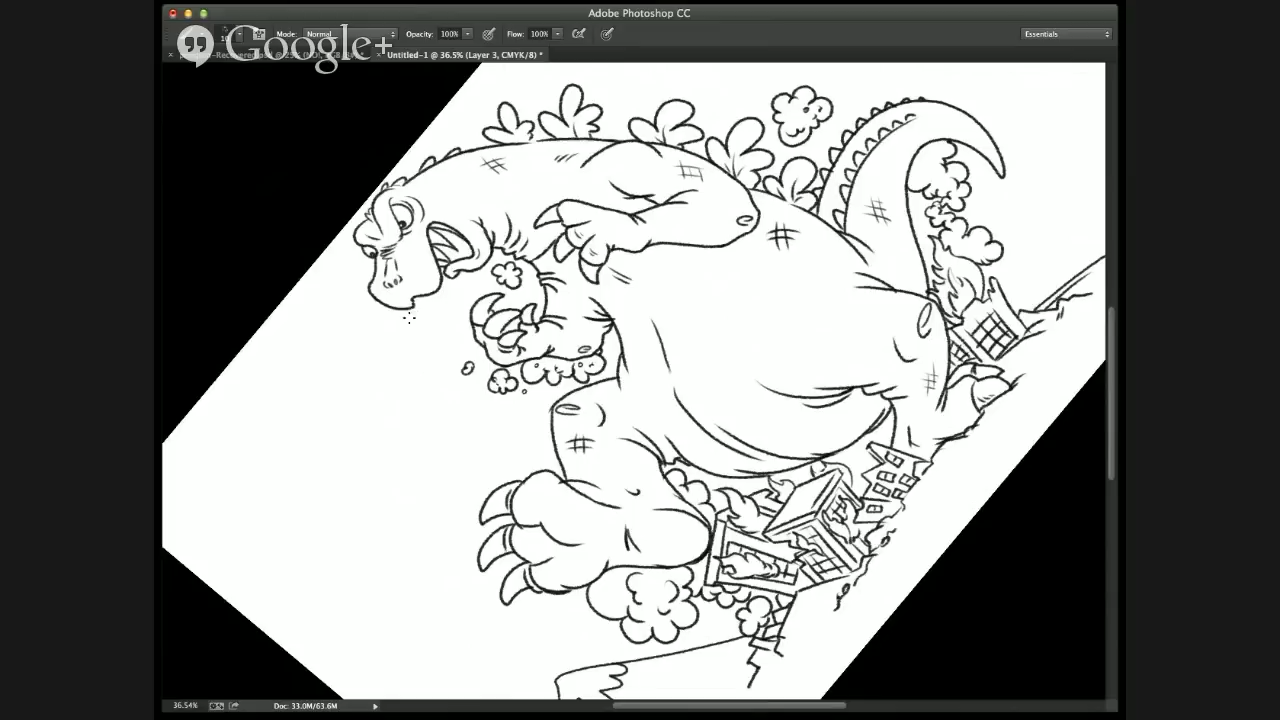 Adobe Photoshop CC
Mode: Normal Opacity: 100% Flow: 100% Essentials
Google+
Untitled-1 @ 36.5% (Layer 3, CMYK/8) *
36.54% Doc: 33.0M/63.6M